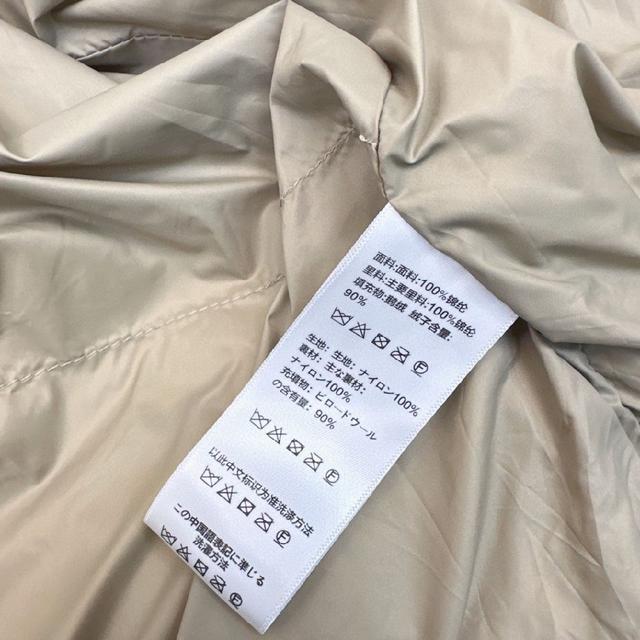 面料:面料:100%锦纶
里料:主要里料:100%锦纶
填充物:鹅绒 绒子含量:
90%
生地: 生地: ナイロン100%
裏材: 主な裏材:
ナイロン100%
充着物: ビロードウール
の含着量: 90%
以此中文标识为准洗涤方法
この中国語表記に準じる
洗濯方法